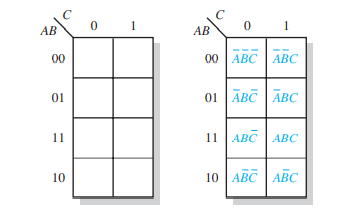 C C
AB 0 1 AB 0 1
00 00 A̅B̅C̅ A̅B̅C
01 01 A̅BC̅ A̅BC
11 11 ABC̅ ABC
10 10 AB̅C̅ AB̅C